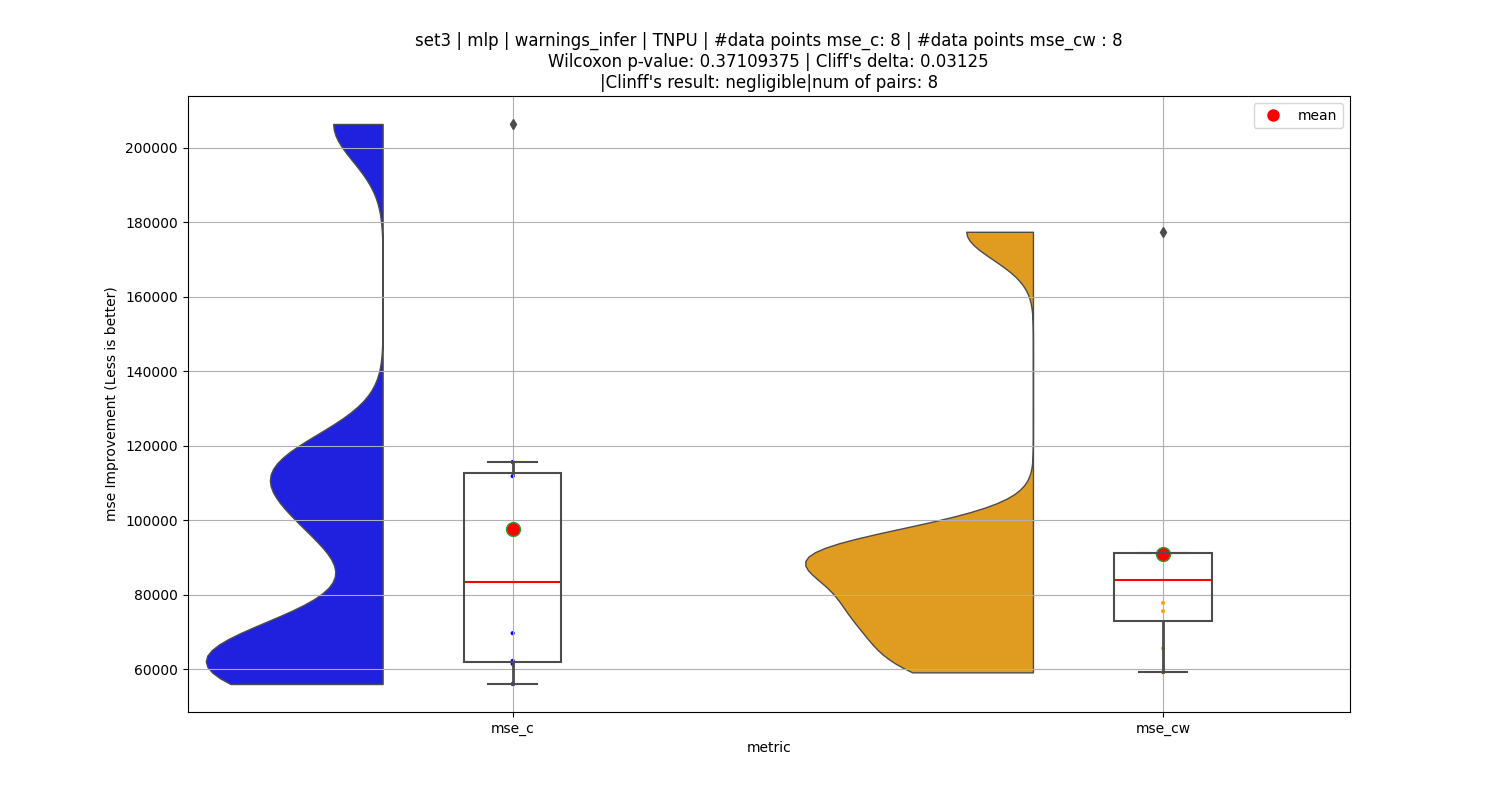 set3 | mlp | warnings_infer | TNPU | #data points mse_c: 8 | #data points mse_cw : 8
Wilcoxon p-value: 0.37109375 | Cliff's delta: 0.03125
|Clinff's result: negligible|num of pairs: 8
mean
mse Improvement (Less is better)
200000
180000
160000
140000
120000
100000
80000
60000
mse_c
mse_cw
metric